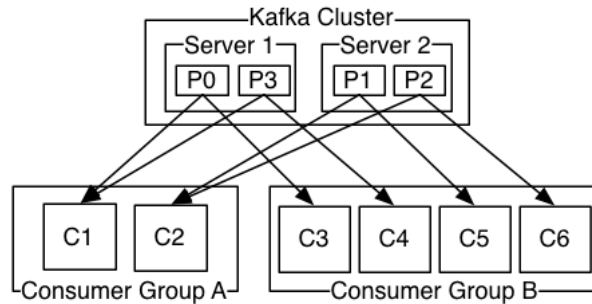 Kafka Cluster
Server 1
Server 2
P0
P3
P1
P2
C1
C2
C3
C4
C5
C6
Consumer Group A
Consumer Group B